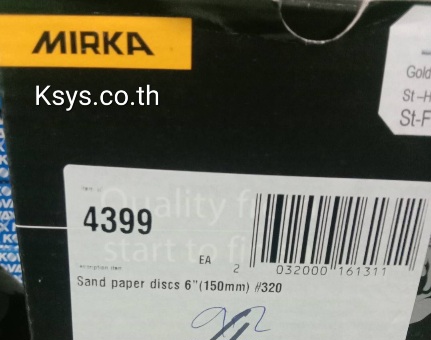 MIRKA
Ksys.co.th
Gold
St-H
St-F
Quality f
4399
start to fi
EA
2 032000 161311
Sand paper discs 6"(150mm) #320